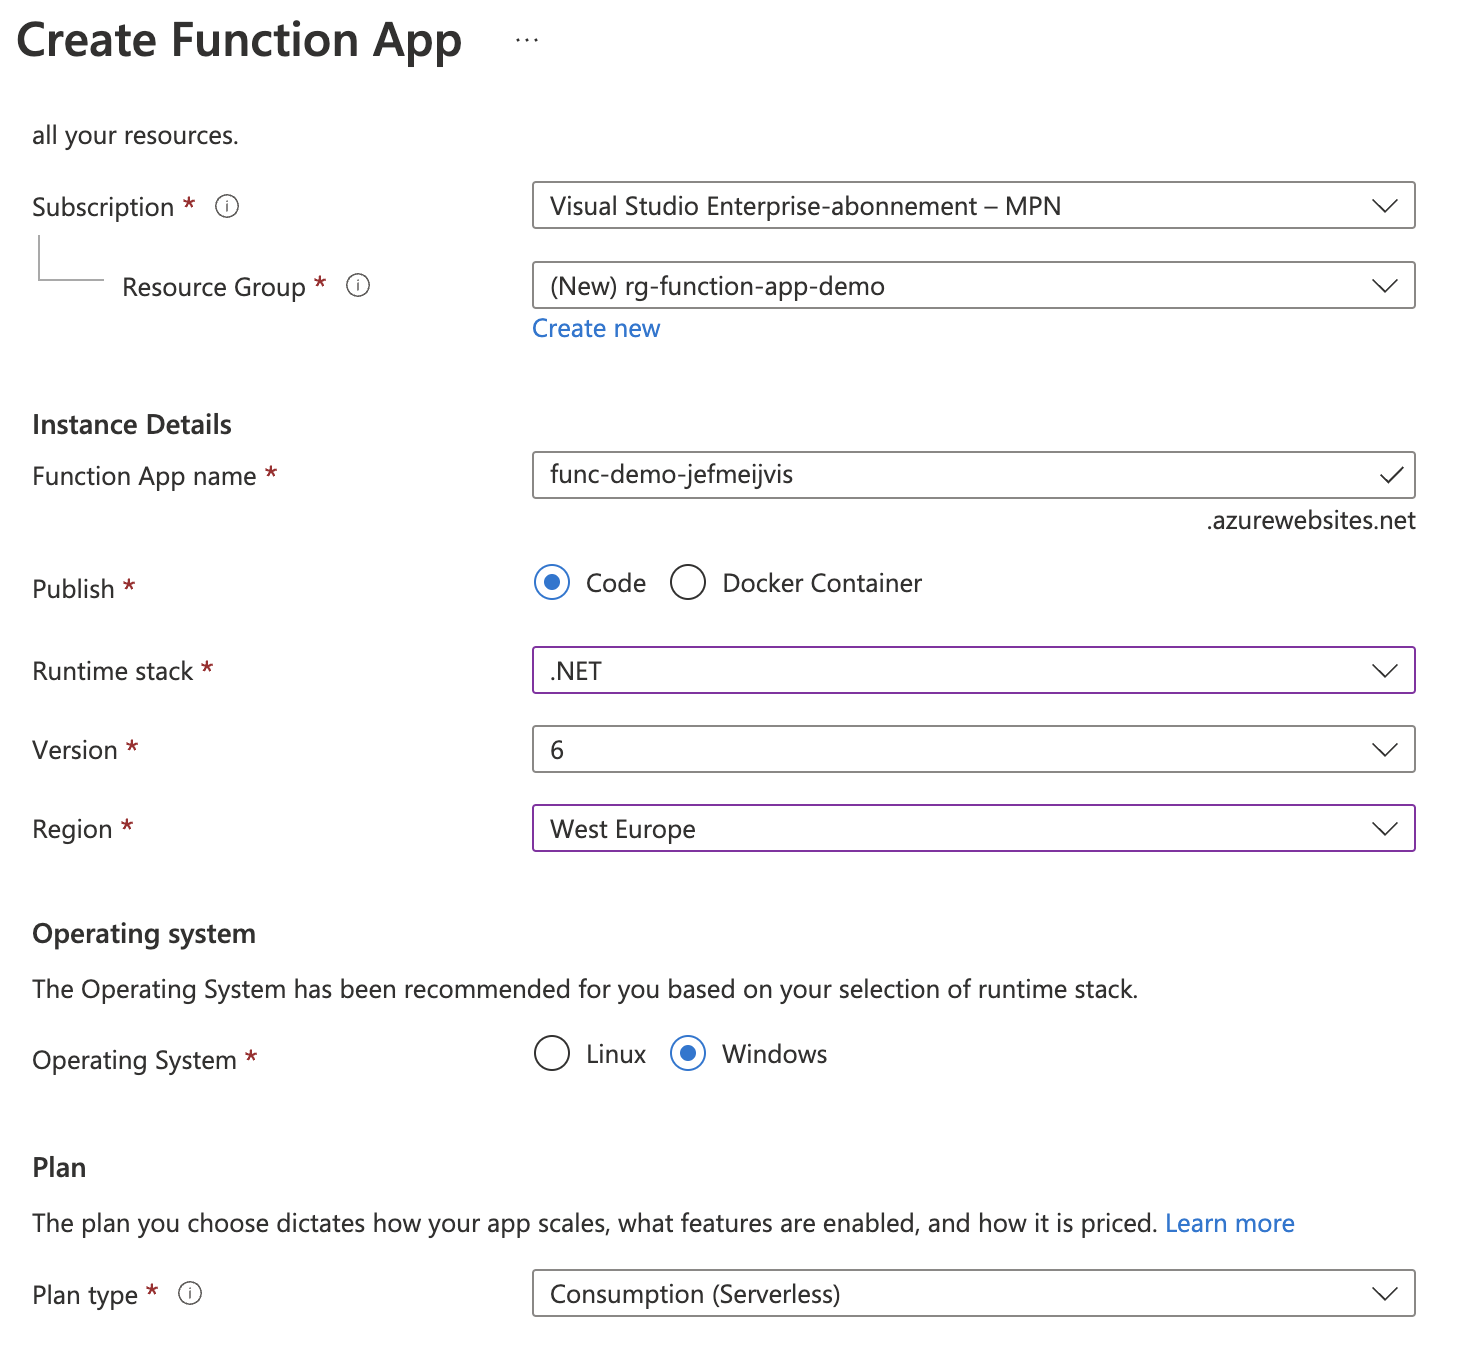 Create Function App ...
all your resources.
Subscription *
Visual Studio Enterprise-abonnement – MPN
Resource Group *
(New) rg-function-app-demo
Create new
Instance Details
Function App name *
func-demo-jefmeijvis
.azurewebsites.net
Publish *
Code
Docker Container
Runtime stack *
.NET
Version *
6
Region *
West Europe
Operating system
The Operating System has been recommended for you based on your selection of runtime stack.
Operating System *
Linux
Windows
Plan
The plan you choose dictates how your app scales, what features are enabled, and how it is priced. Learn more
Plan type *
Consumption (Serverless)